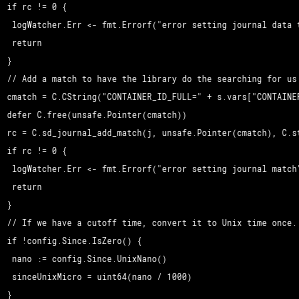 if rc != 0 {
logWatcher.Err <- fmt.Errorf("error setting journal data
return
}
// Add a match to have the library do the searching for us
cmatch = C.CString("CONTAINER_ID_FULL=" + s.vars["CONTAINE
defer C.free(unsafe.Pointer(cmatch))
rc = C.sd_journal_add_match(j, unsafe.Pointer(cmatch), C.s
if rc != 0 {
logWatcher.Err <- fmt.Errorf("error setting journal match"
return
}
// If we have a cutoff time, convert it to Unix time once.
if !config.Since.IsZero() {
nano := config.Since.UnixNano()
sinceUnixMicro = uint64(nano / 1000)
}